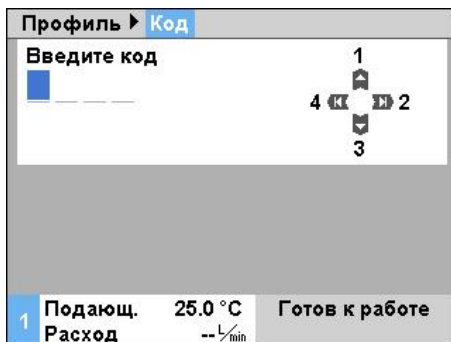 Профиль Код
Введите код
1
4 2
3
1 Подающ. 25.0 °C Готов к работе
Расход -- L/min